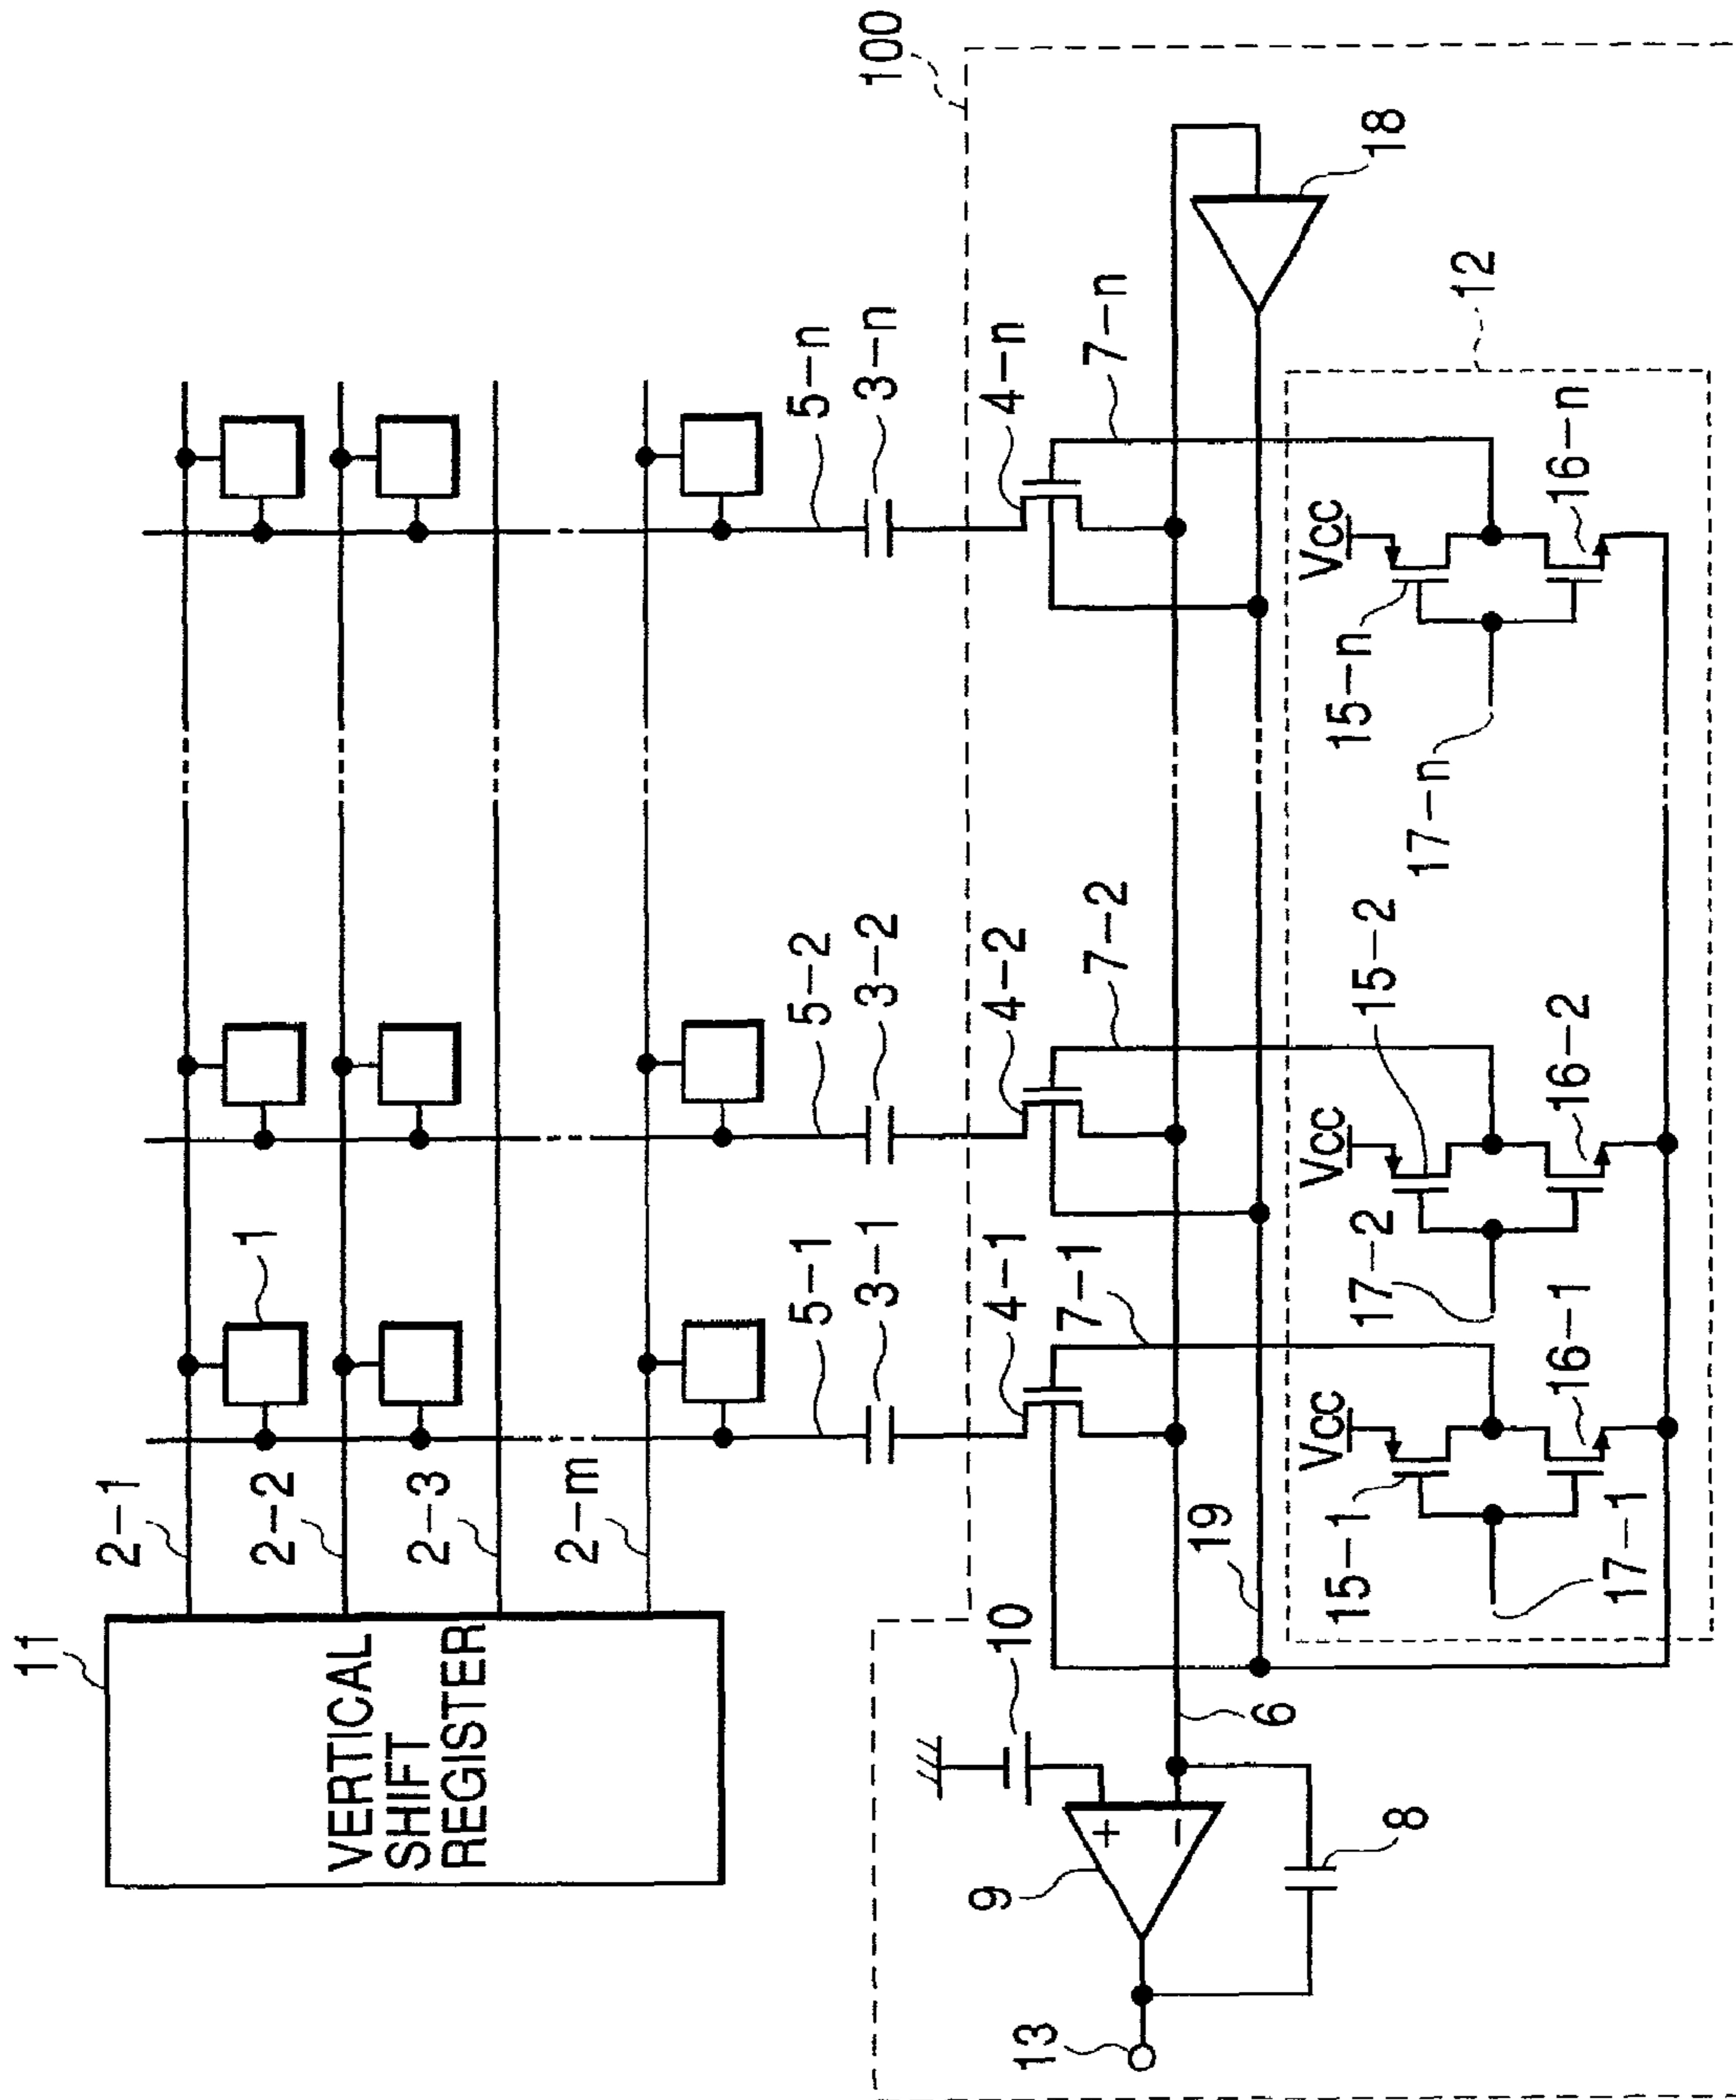 11
VERTICAL
SHIFT
REGISTER
2-1
2-2
2-3
2-m
1
5-1
5-2
5-n
3-1
3-2
3-n
100
4-1
4-2
4-n
7-1
7-2
7-n
18
10
+
-
9
13
8
6
19
12
Vcc
Vcc
Vcc
15-1
15-2
15-n
16-1
16-2
16-n
17-1
17-2
17-n